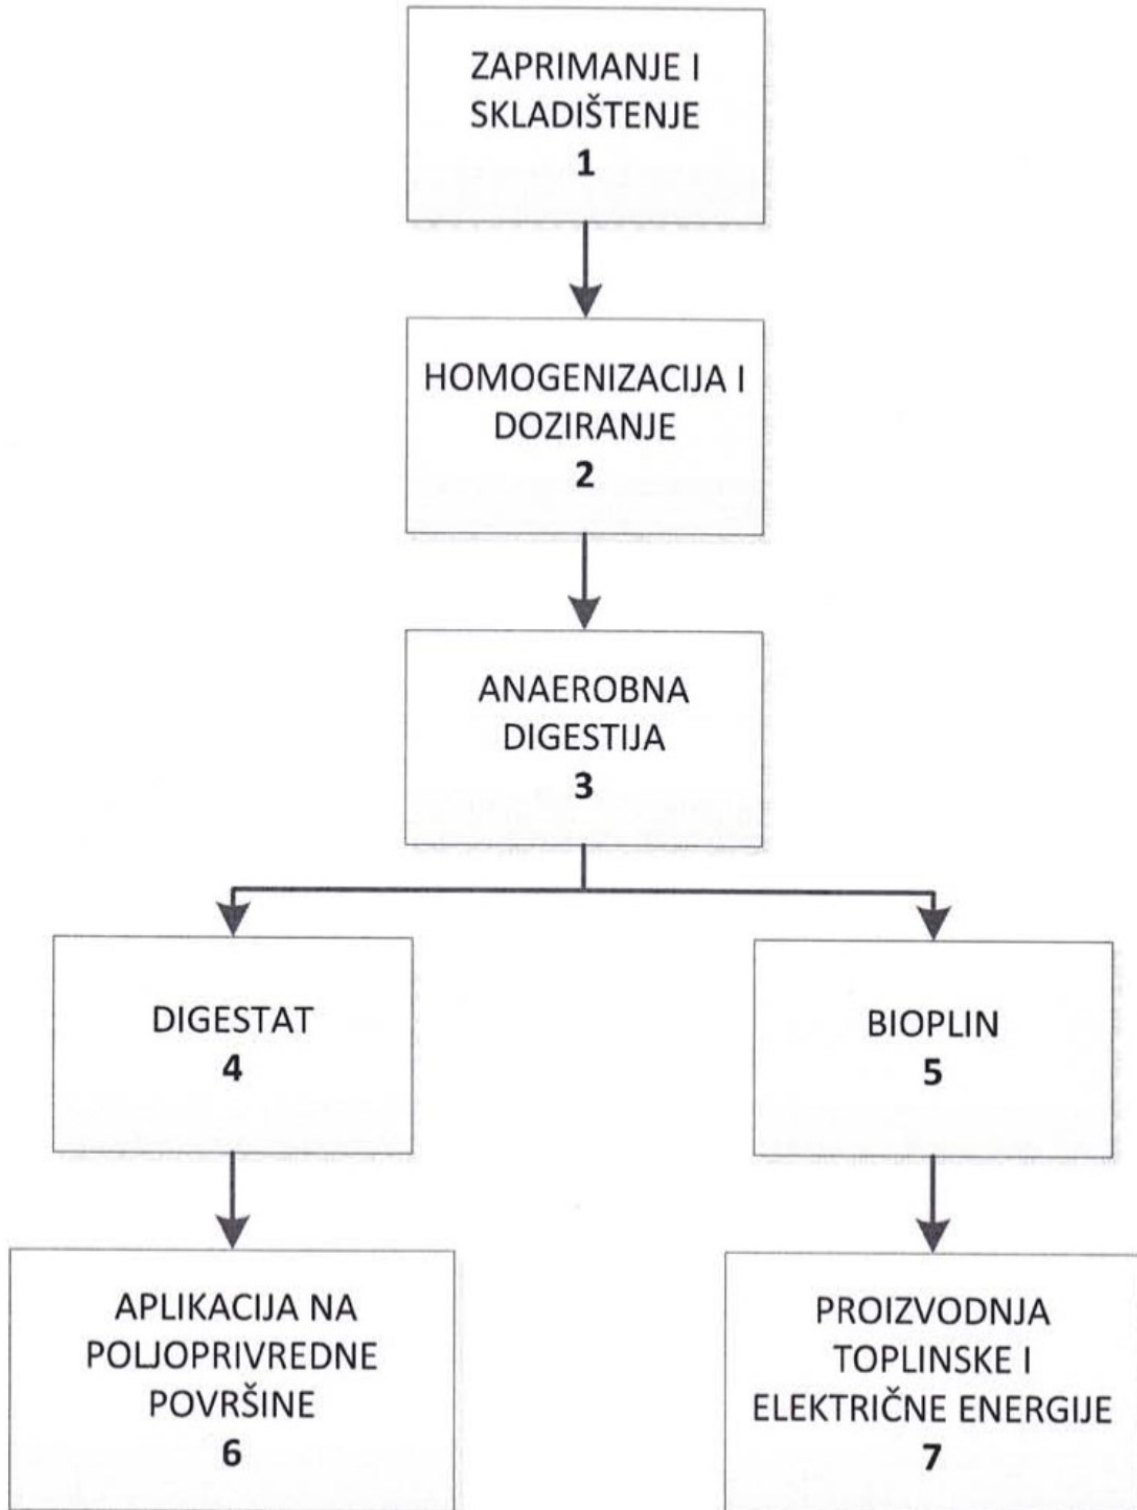 ZAPRIMANJE I
SKLADIŠTENJE
1
HOMOGENIZACIJA I
DOZIRANJE
2
ANAEROBNA
DIGESTIJA
3
DIGESTAT
4
BIOPLIN
5
APLIKACIJA NA
POLJOPRIVREDNE
POVRŠINE
6
PROIZVODNJA
TOPLINSKE I
ELEKTRIČNE ENERGIJE
7